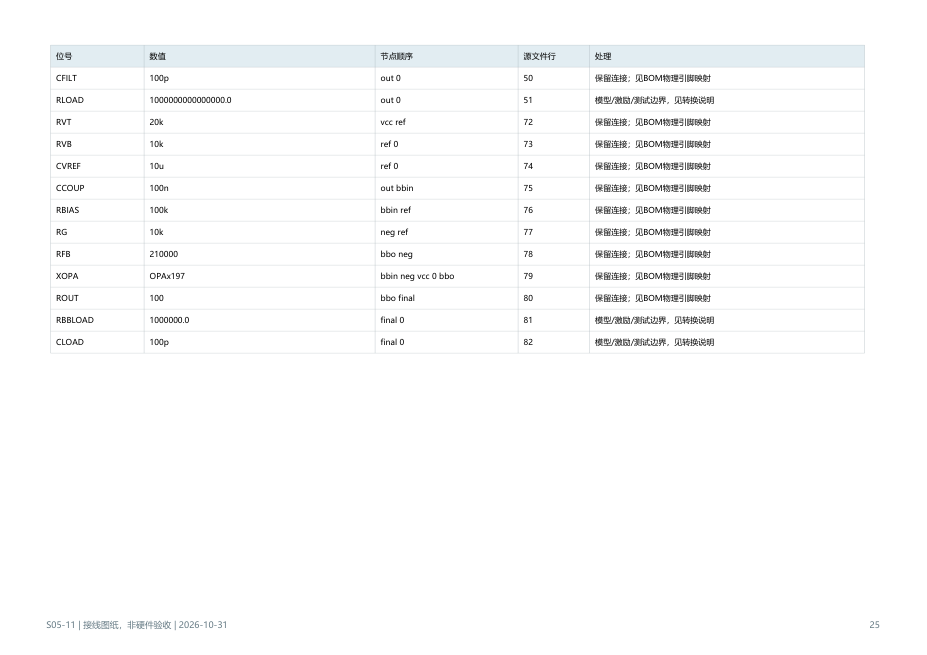 位号 数值 节点顺序 源文件行 处理
CFILT 100p out 0 50 保留连接；见BOM物理引脚映射
RLOAD 1000000000000000.0 out 0 51 模型/激励/测试边界，见转换说明
RVT 20k vcc ref 72 保留连接；见BOM物理引脚映射
RVB 10k ref 0 73 保留连接；见BOM物理引脚映射
CVREF 10u ref 0 74 保留连接；见BOM物理引脚映射
CCOUP 100n out bbin 75 保留连接；见BOM物理引脚映射
RBIAS 100k bbin ref 76 保留连接；见BOM物理引脚映射
RG 10k neg ref 77 保留连接；见BOM物理引脚映射
RFB 210000 bbo neg 78 保留连接；见BOM物理引脚映射
XOPA OPAx197 bbin neg vcc 0 bbo 79 保留连接；见BOM物理引脚映射
ROUT 100 bbo final 80 保留连接；见BOM物理引脚映射
RBBLOAD 1000000.0 final 0 81 模型/激励/测试边界，见转换说明
CLOAD 100p final 0 82 模型/激励/测试边界，见转换说明
S05-11 | 接线图纸，非硬件验收 | 2026-10-31 25